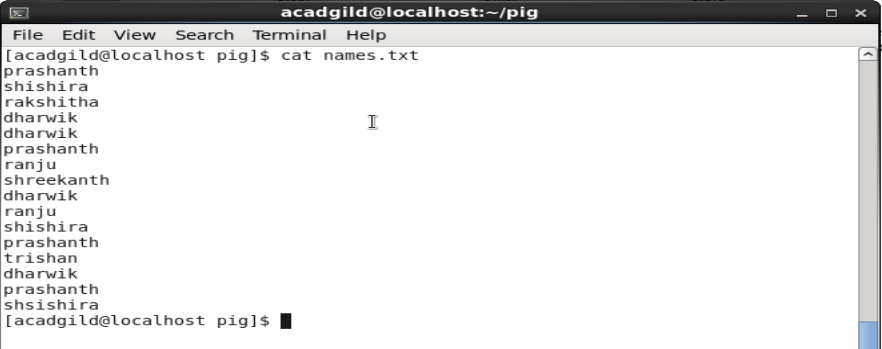 acadgild@localhost:~/pig
File Edit View Search Terminal Help
[acadgild@localhost pig]$ cat names.txt
prashanth
shishira
rakshitha
dharwik
dharwik
prashanth
ranju
shreekanth
dharwik
ranju
shishira
prashanth
trishan
dharwik
prashanth
shsishira
[acadgild@localhost pig]$